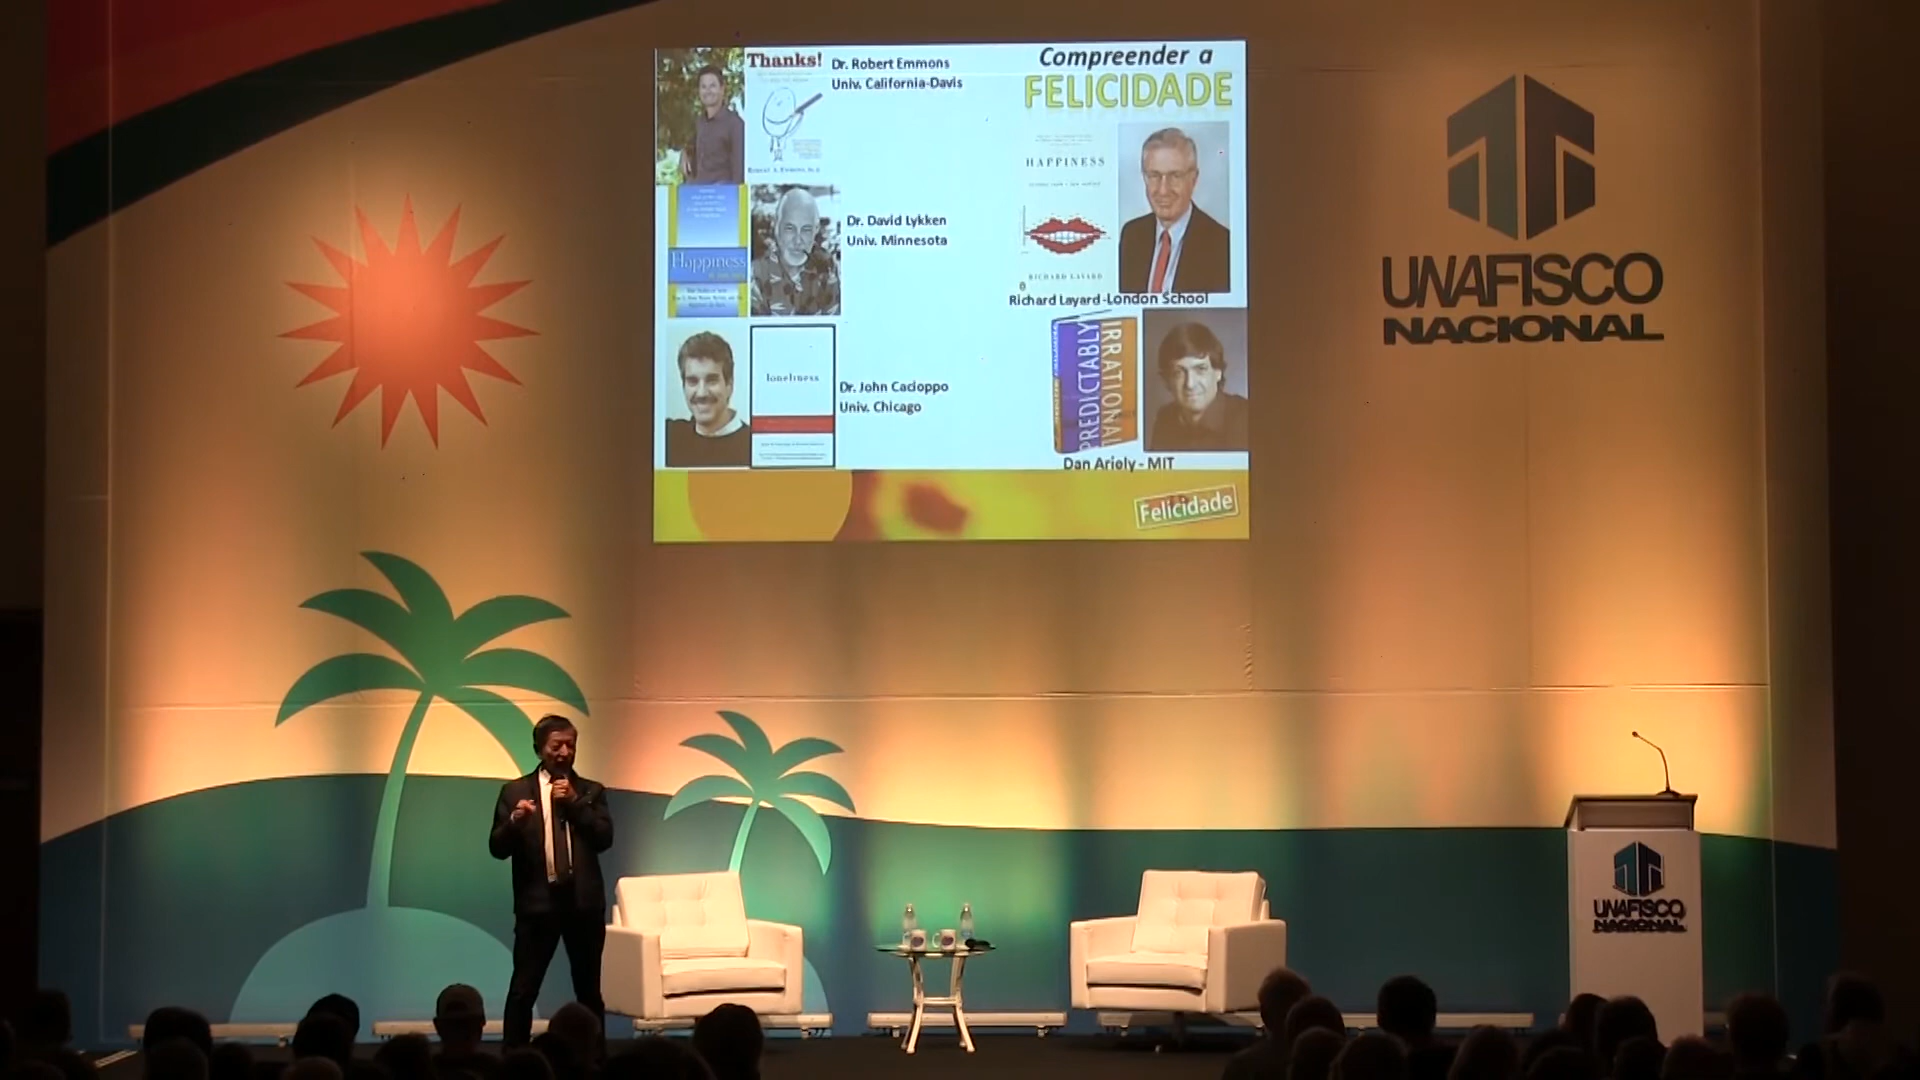 Thanks!
Dr. Robert Emmons
Univ. California-Davis
Compreender a
FELICIDADE
HAPPINESS
RICHARD LAYARD
Richard Layard-London School
Happiness
Dr. David Lykken
Univ. Minnesota
loneliness
Dr. John Cacioppo
Univ. Chicago
PREDICTABLY
IRRATIONAL
Dan Ariely - MIT
Felicidade
UNAFISCO
NACIONAL
UNAFISCO
NACIONAL